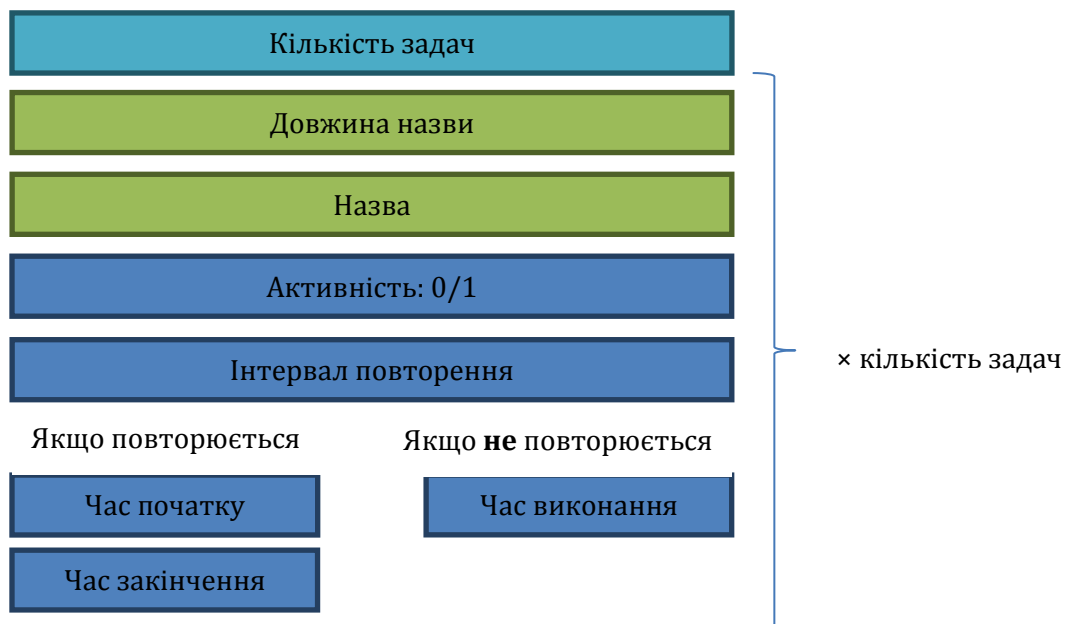 Кількість задач
Довжина назви
Назва
Активність: 0/1
Інтервал повторення
× кількість задач
Якщо повторюється
Якщо не повторюється
Час початку
Час виконання
Час закінчення